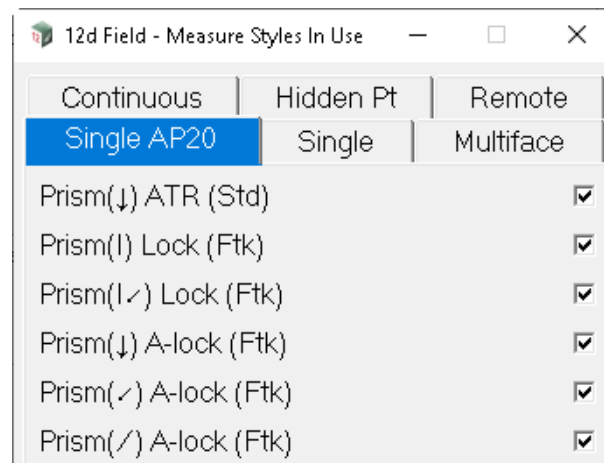 12d Field - Measure Styles In Use
Continuous Hidden Pt Remote
Single AP20 Single Multiface
Prism(↓) ATR (Std)
Prism(|) Lock (Ftk)
Prism(|✓) Lock (Ftk)
Prism(↓) A-lock (Ftk)
Prism(✓) A-lock (Ftk)
Prism(/) A-lock (Ftk)